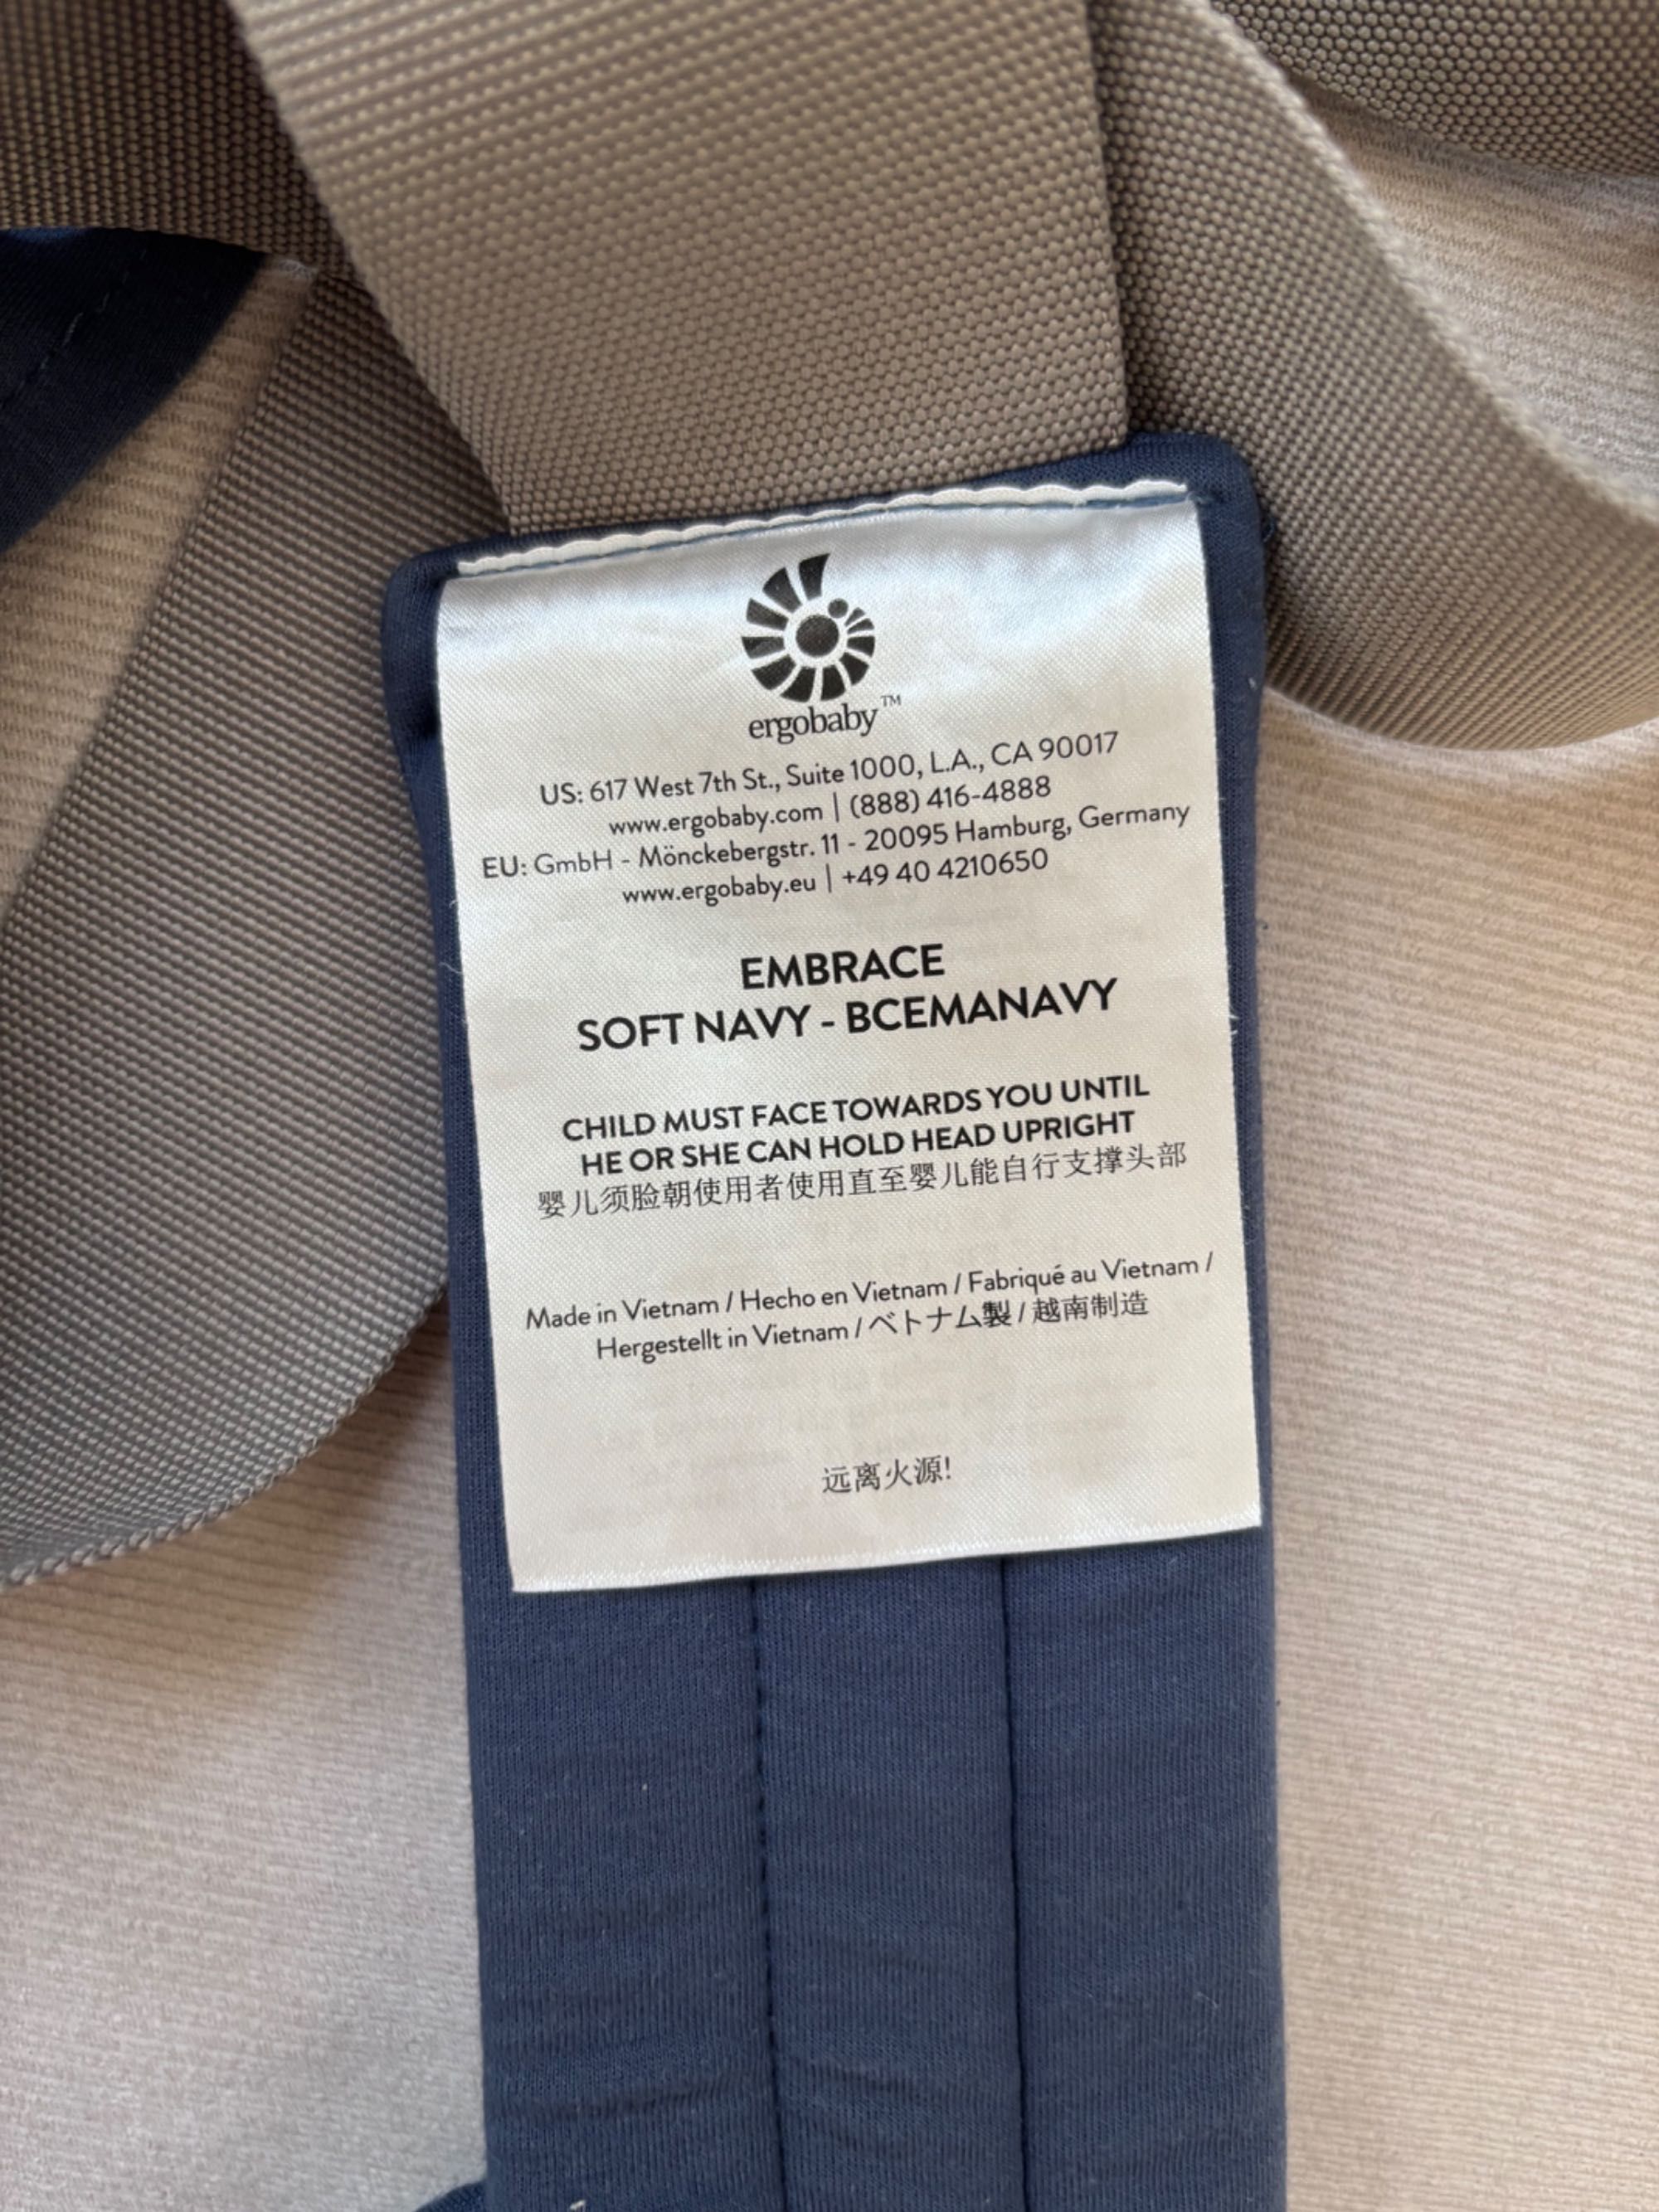 ergobaby™
US: 617 West 7th St., Suite 1000, L.A., CA 90017
www.ergobaby.com | (888) 416-4888
EU: GmbH - Mönckebergstr. 11 - 20095 Hamburg, Germany
www.ergobaby.eu | +49 40 4210650
EMBRACE
SOFT NAVY - BCEMANAVY
CHILD MUST FACE TOWARDS YOU UNTIL
HE OR SHE CAN HOLD HEAD UPRIGHT
婴儿须脸朝使用者使用直至婴儿能自行支撑头部
Made in Vietnam / Hecho en Vietnam / Fabriqué au Vietnam /
Hergestellt in Vietnam / ベトナム製 / 越南制造
远离火源!